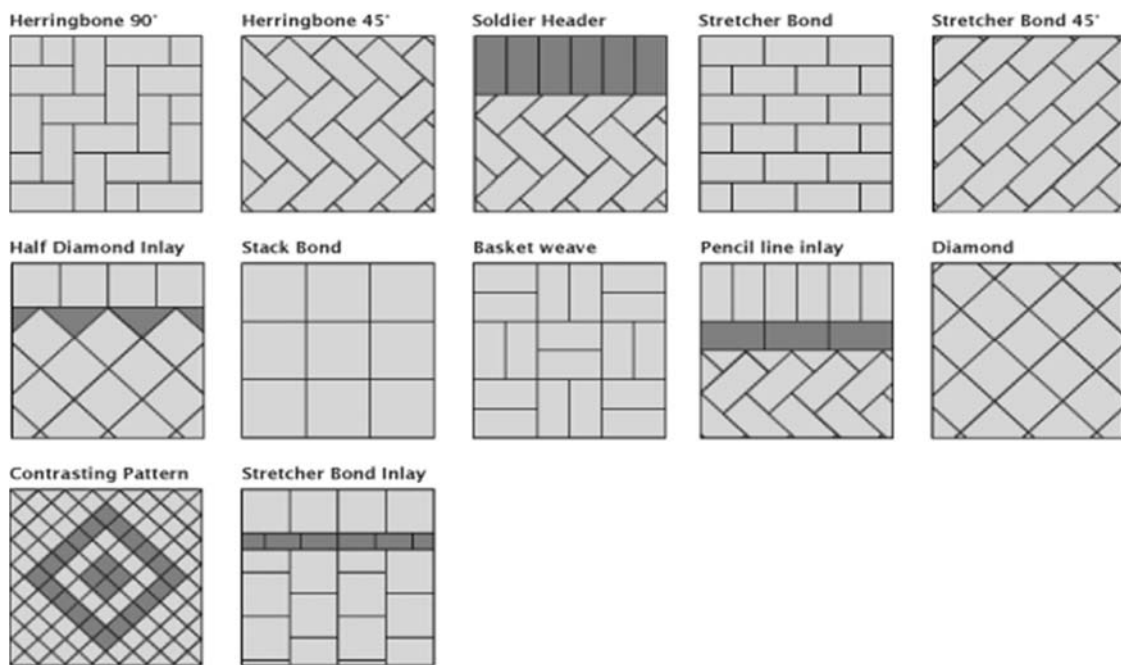 Herringbone 90°
Herringbone 45°
Soldier Header
Stretcher Bond
Stretcher Bond 45°
Half Diamond Inlay
Stack Bond
Basket weave
Pencil line inlay
Diamond
Contrasting Pattern
Stretcher Bond Inlay